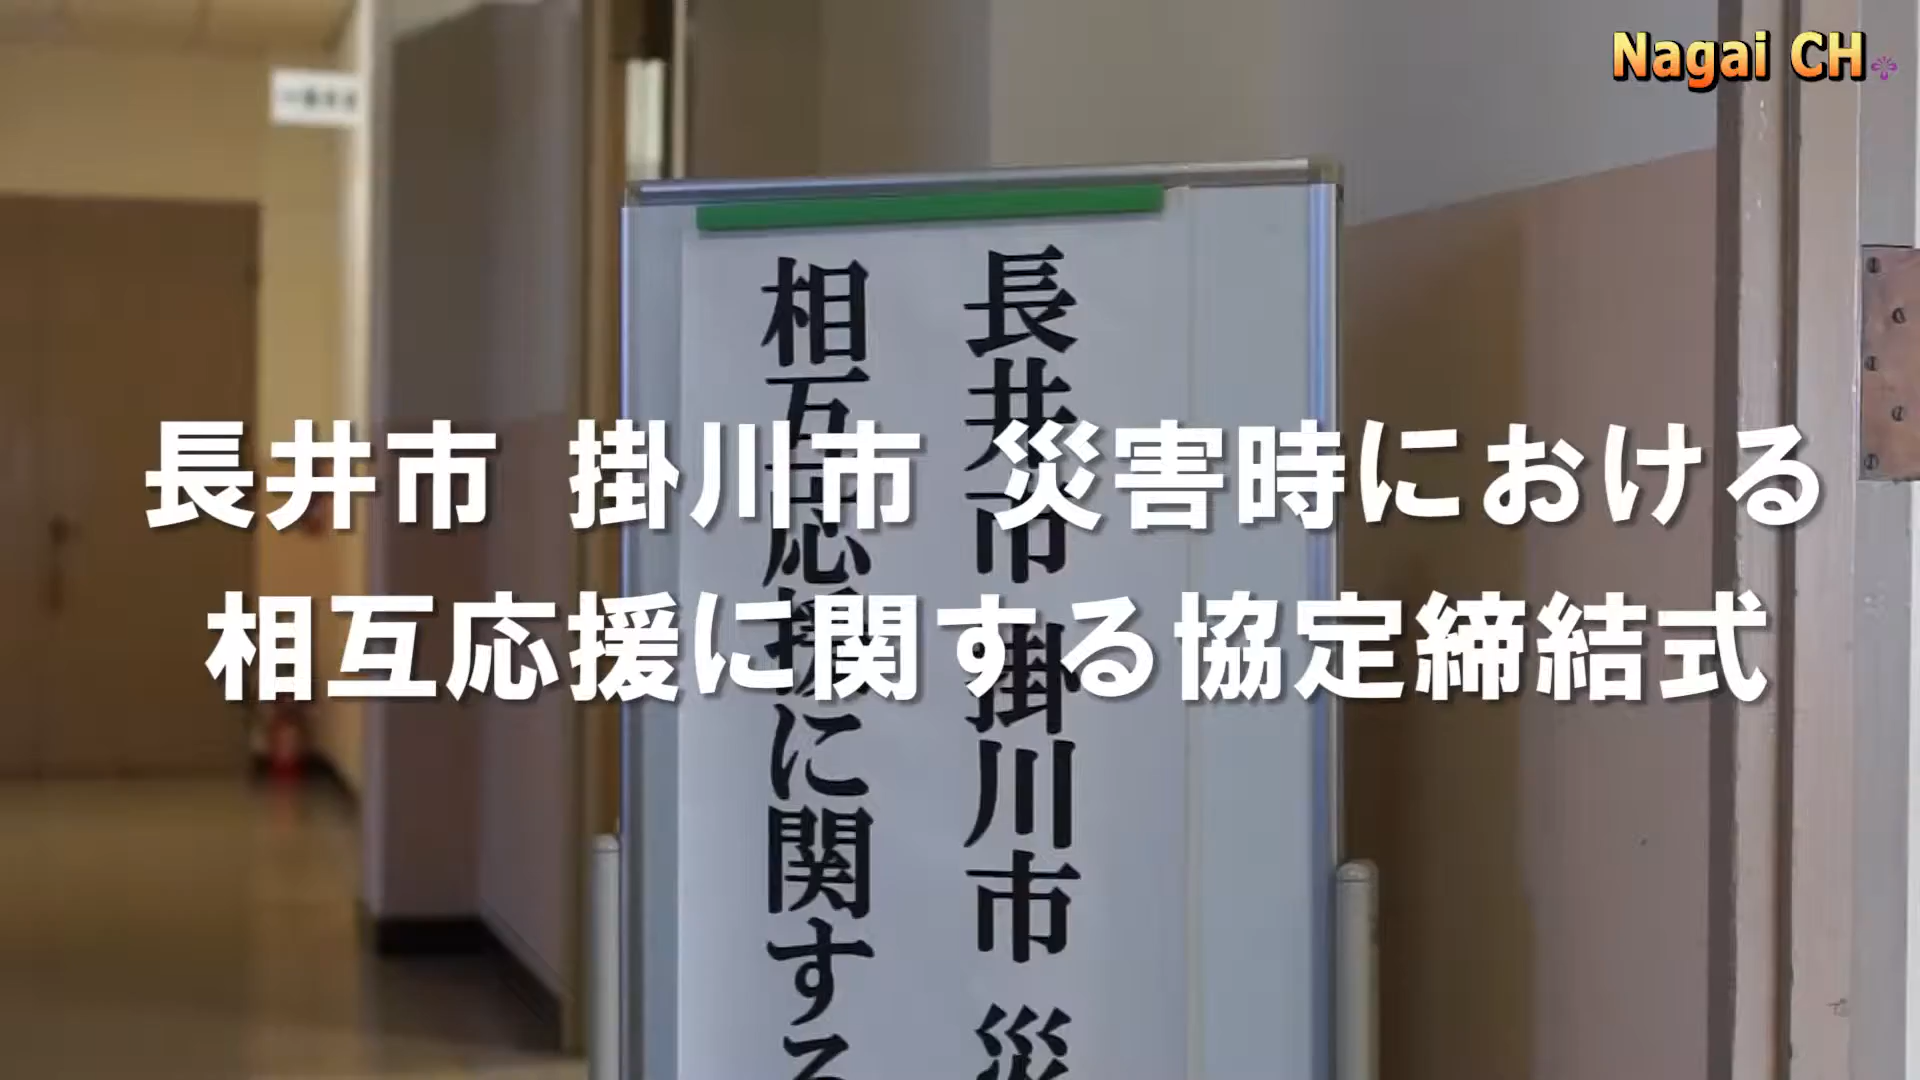 Nagai CH
長井市 掛川市 災害時における
相互応援に関する協定締結式
長井市 掛川市 災
相互応援に関する